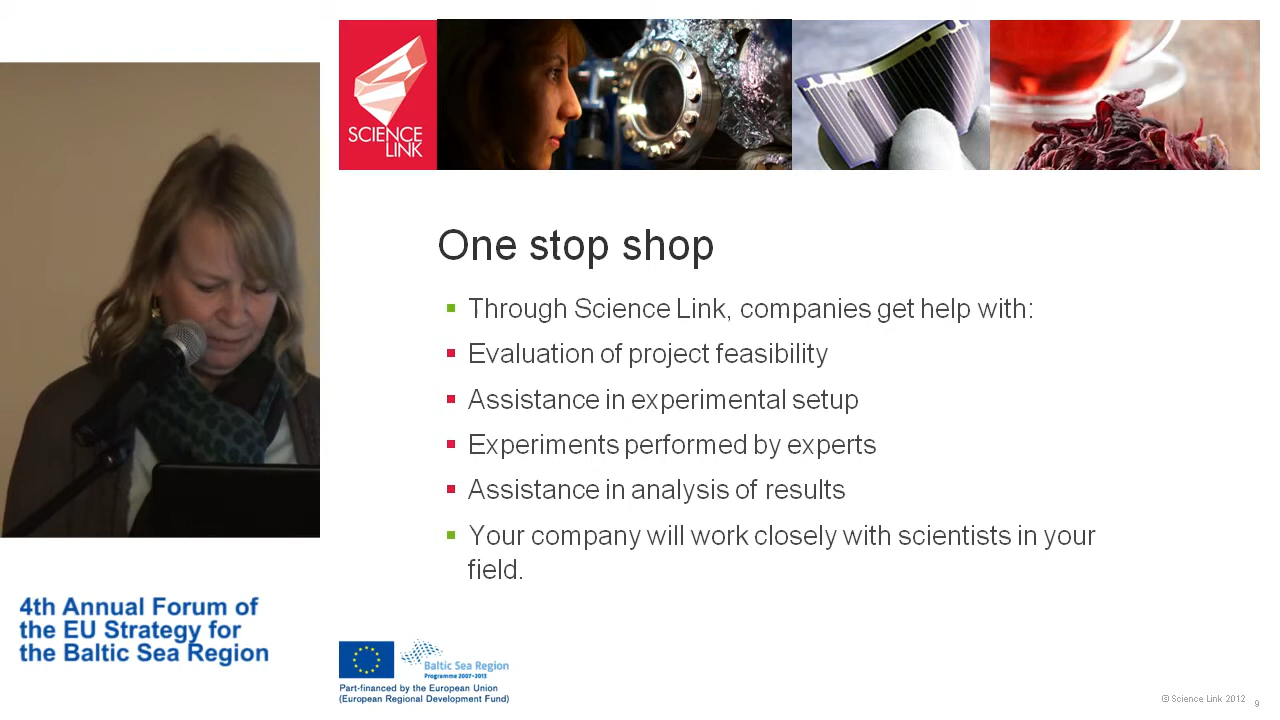 SCIENCE
LINK
One stop shop
Through Science Link, companies get help with:
Evaluation of project feasibility
Assistance in experimental setup
Experiments performed by experts
Assistance in analysis of results
Your company will work closely with scientists in your
field.
4th Annual Forum of
the EU Strategy for
the Baltic Sea Region
Baltic Sea Region
Programme 2007-2013
Part-financed by the European Union
(European Regional Development Fund)
© Science Link 2012
9